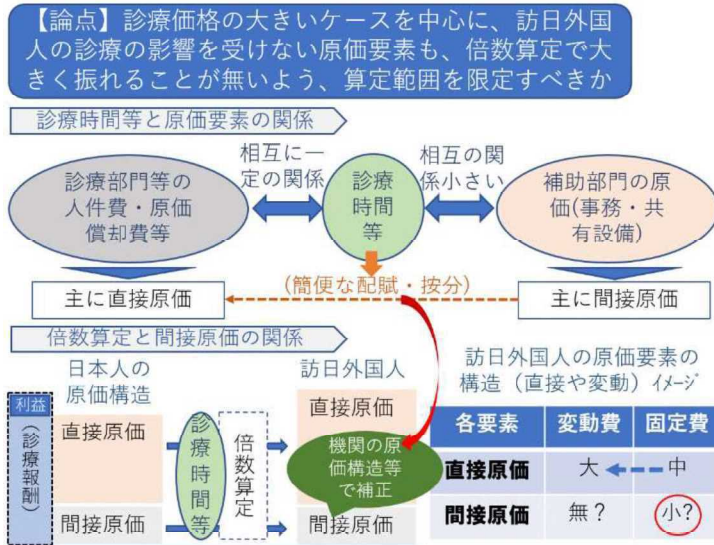 【論点】診療価格の大きいケースを中心に、訪日外国
人の診療の影響を受けない原価要素も、倍数算定で大
きく振れることが無いよう、算定範囲を限定すべきか
診療時間等と原価要素の関係
診療部門等の
人件費・原価
償却費等
相互に一
定の関係
診療
時間
等
相互の関
係小さい
補助部門の原
価(事務・共
有設備)
主に直接原価
(簡便な配賦・按分)
主に間接原価
倍数算定と間接原価の関係
日本人の
原価構造
訪日外国人
訪日外国人の原価要素の
構造（直接や変動）ｲﾒｰｼﾞ
利益
（診療報酬）
直接原価
間接原価
診療時間等
倍数算定
直接原価
機関の原
価構造等
で補正
間接原価
各要素 変動費 固定費
直接原価 大 中
間接原価 無？ 小?